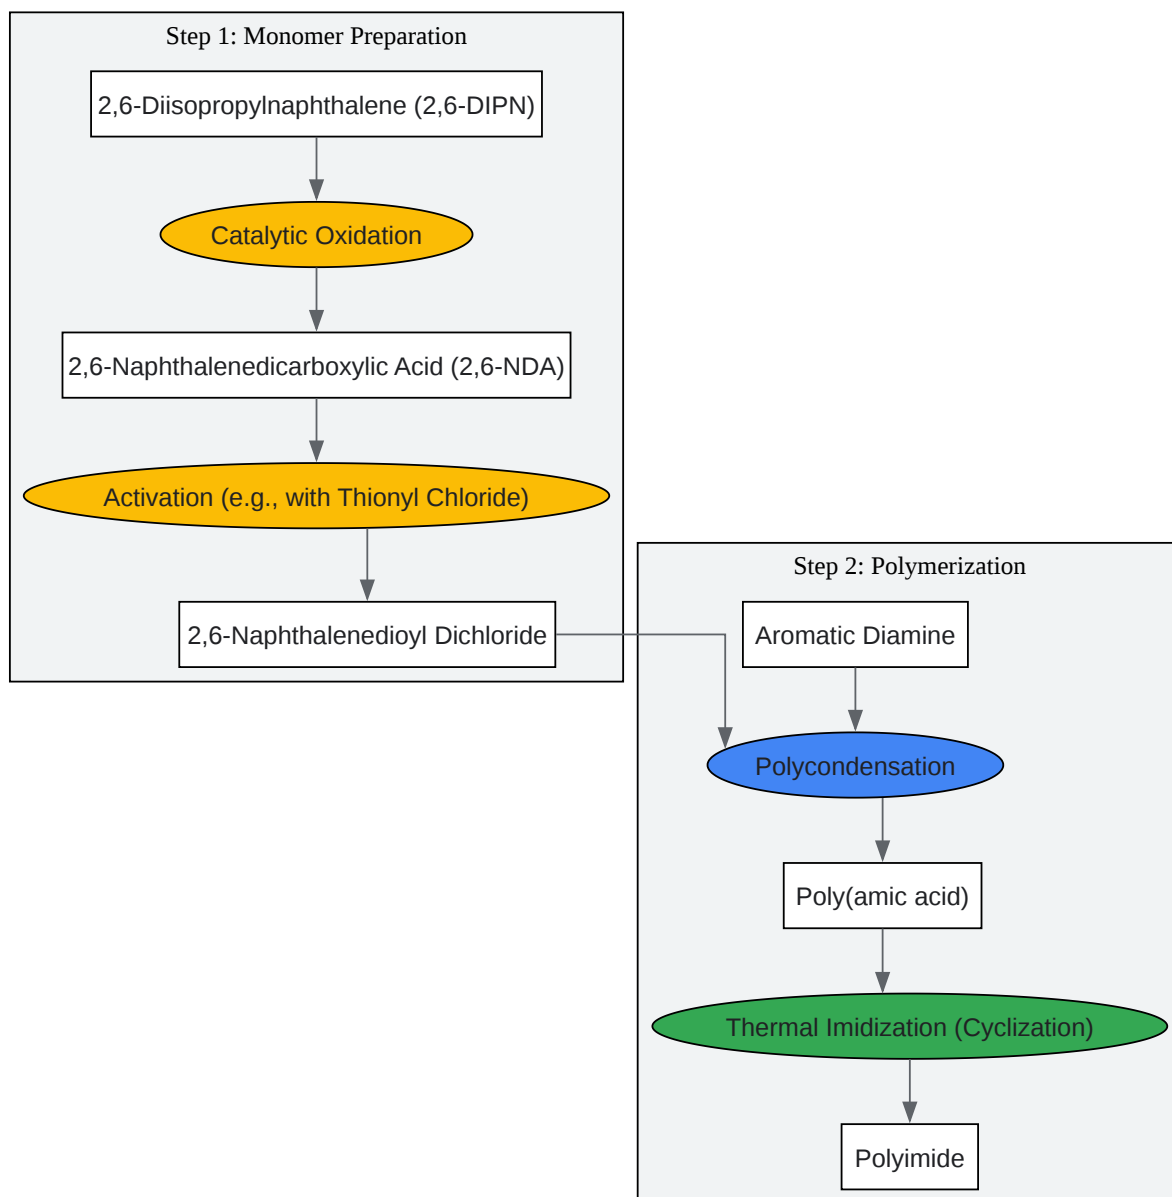 Step 1: Monomer Preparation
2,6-Diisopropylnaphthalene (2,6-DIPN)
Catalytic Oxidation
2,6-Naphthalenedicarboxylic Acid (2,6-NDA)
Activation (e.g., with Thionyl Chloride)
2,6-Naphthalenedioyl Dichloride
Step 2: Polymerization
Aromatic Diamine
Polycondensation
Poly(amic acid)
Thermal Imidization (Cyclization)
Polyimide